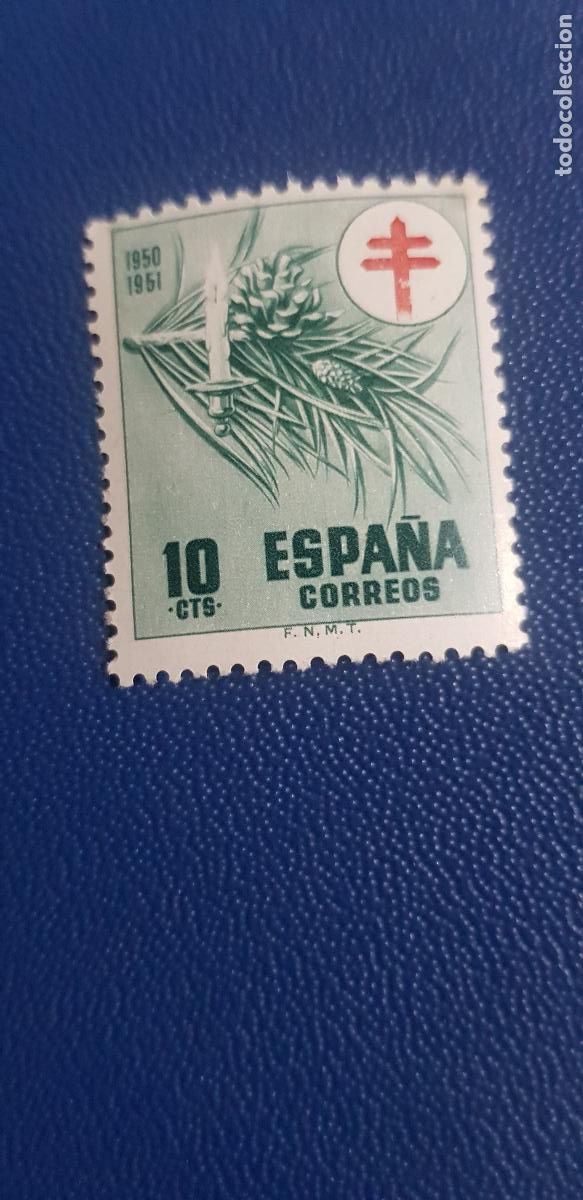 1950
1951
10
·CTS·
ESPAÑA
CORREOS
F. N. M. T.
todocoleccion